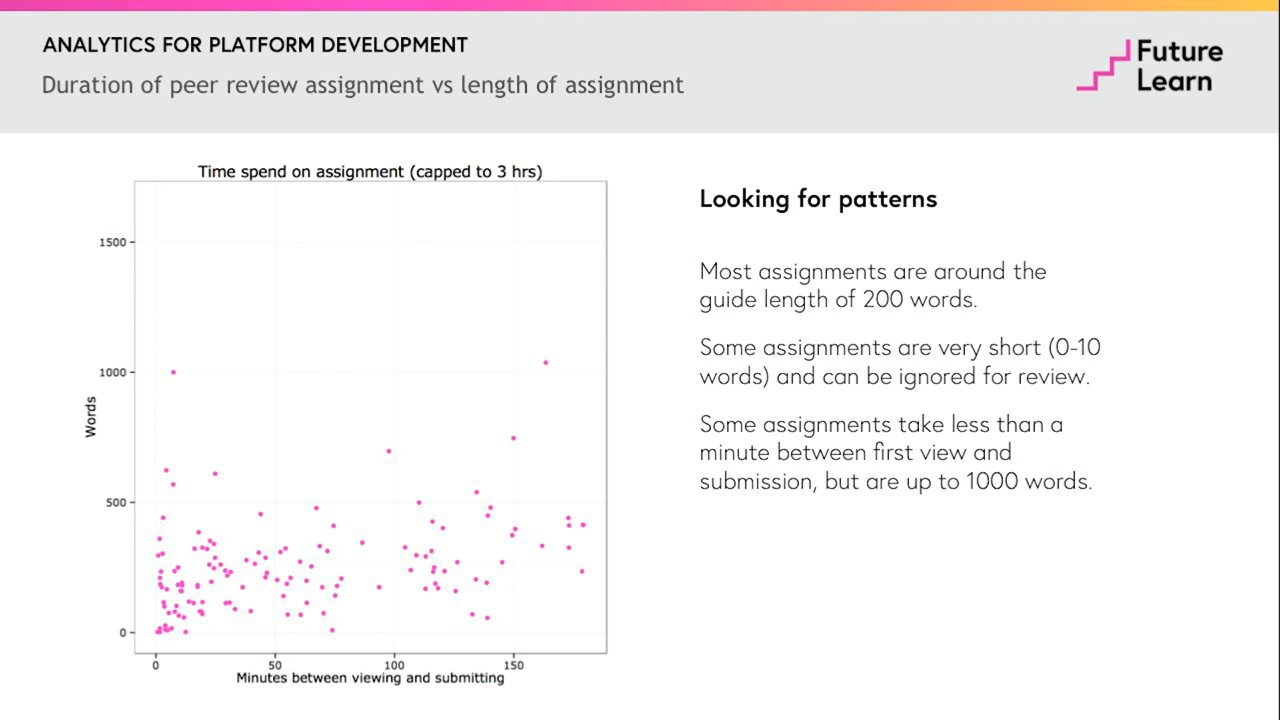 ANALYTICS FOR PLATFORM DEVELOPMENT
Duration of peer review assignment vs length of assignment
Future
Learn
Time spend on assignment (capped to 3 hrs)
1500
1000
500
0
Words
0
50
100
150
Minutes between viewing and submitting
Looking for patterns
Most assignments are around the
guide length of 200 words.
Some assignments are very short (0-10
words) and can be ignored for review.
Some assignments take less than a
minute between first view and
submission, but are up to 1000 words.